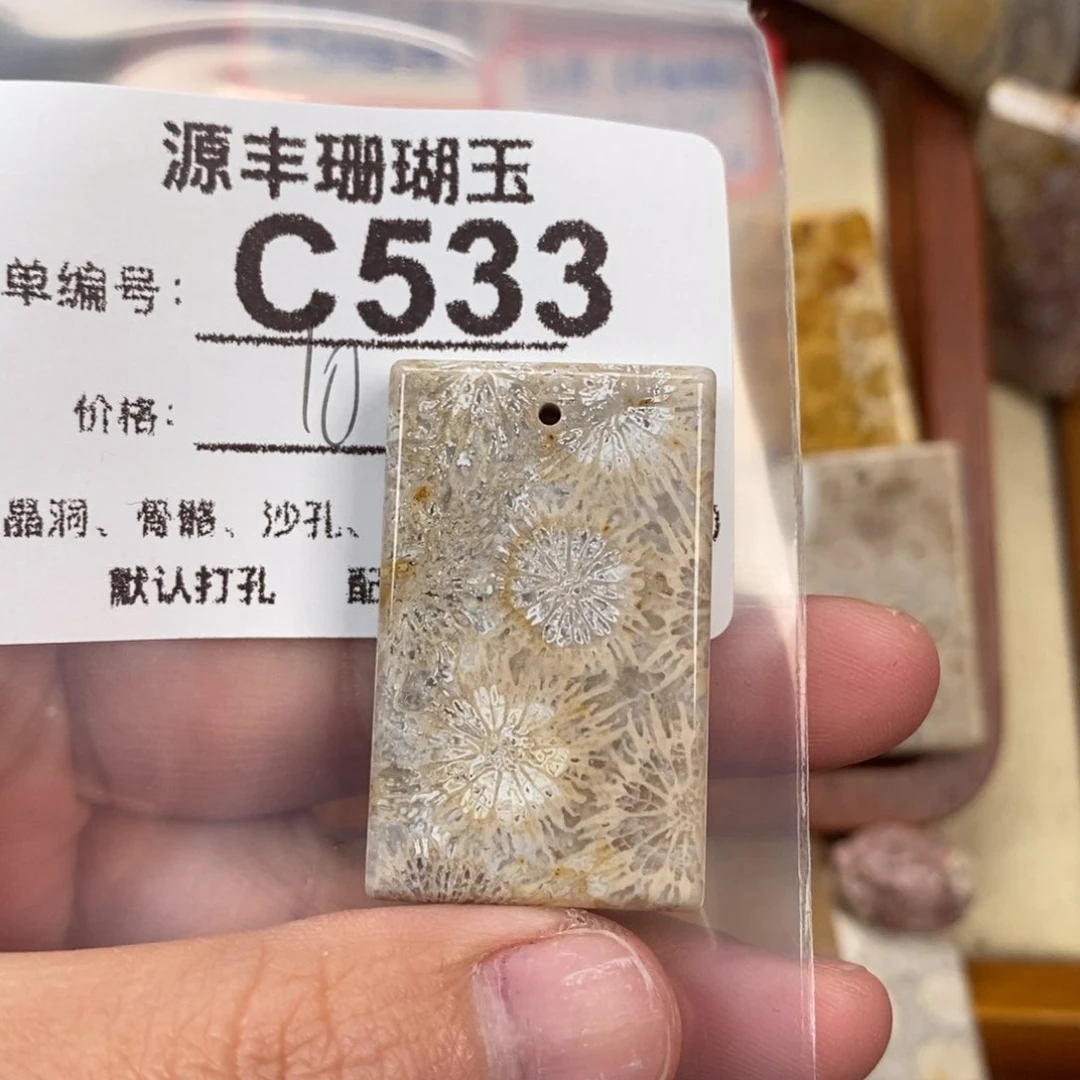 源丰珊瑚玉
单编号： C533
价格： 10
晶洞、骨骼、沙孔、
默认打孔 配